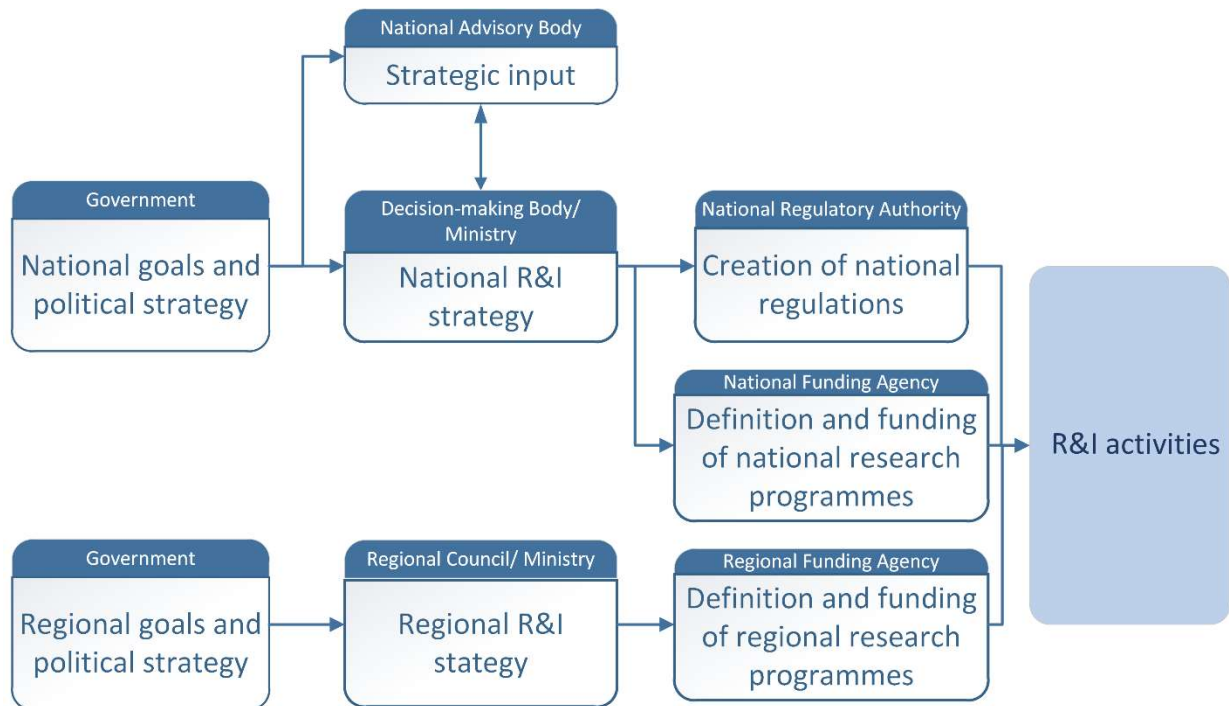 National Advisory Body
Strategic input
Government
National goals and
political strategy
Decision-making Body/
Ministry
National R&I
strategy
National Regulatory Authority
Creation of national
regulations
National Funding Agency
Definition and funding
of national research
programmes
R&I activities
Government
Regional goals and
political strategy
Regional Council/ Ministry
Regional R&I
stategy
Regional Funding Agency
Definition and funding
of regional research
programmes